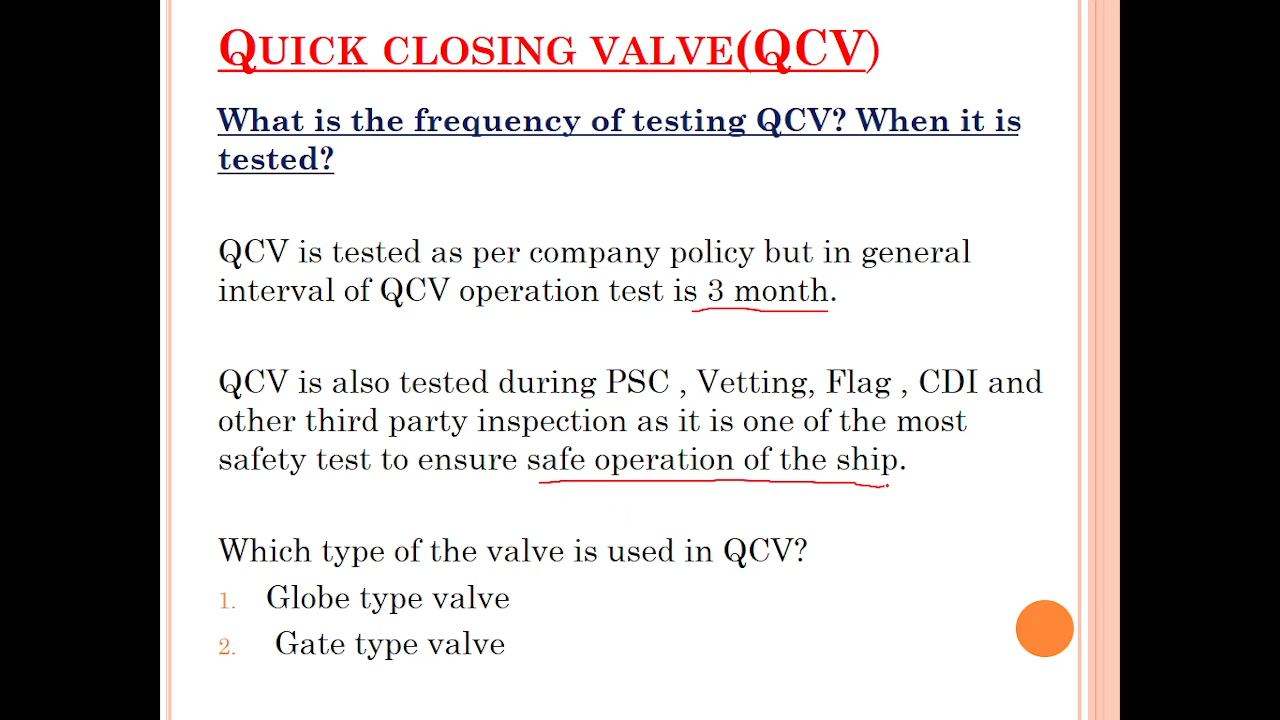 QUICK CLOSING VALVE(QCV)
What is the frequency of testing QCV? When it is
tested?
QCV is tested as per company policy but in general
interval of QCV operation test is 3 month.
QCV is also tested during PSC , Vetting, Flag , CDI and
other third party inspection as it is one of the most
safety test to ensure safe operation of the ship.
Which type of the valve is used in QCV?
1. Globe type valve
2. Gate type valve